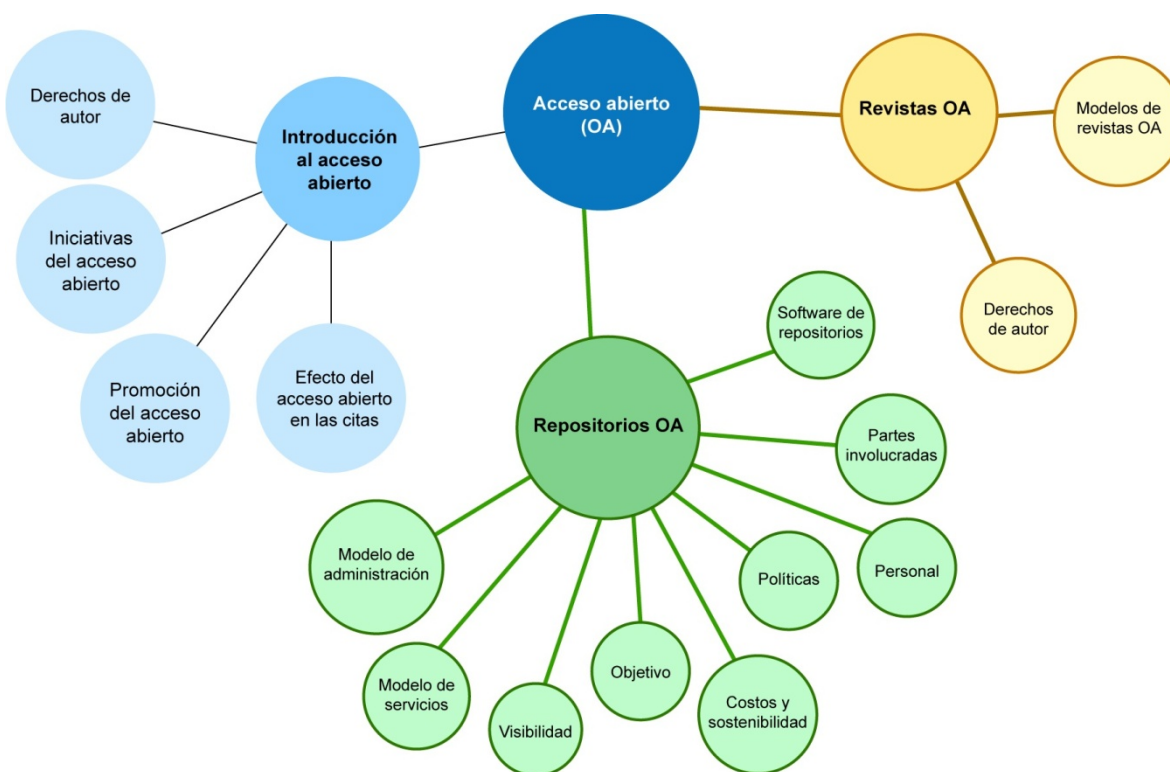 Acceso abierto
(OA)
Introducción
al acceso
abierto
Derechos de
autor
Iniciativas
del acceso
abierto
Promoción
del acceso
abierto
Efecto del
acceso abierto
en las citas
Revistas OA
Modelos de
revistas OA
Derechos
de autor
Repositorios OA
Software de
repositorios
Partes
involucradas
Personal
Políticas
Costos y
sostenibilidad
Objetivo
Visibilidad
Modelo de
servicios
Modelo de
administración